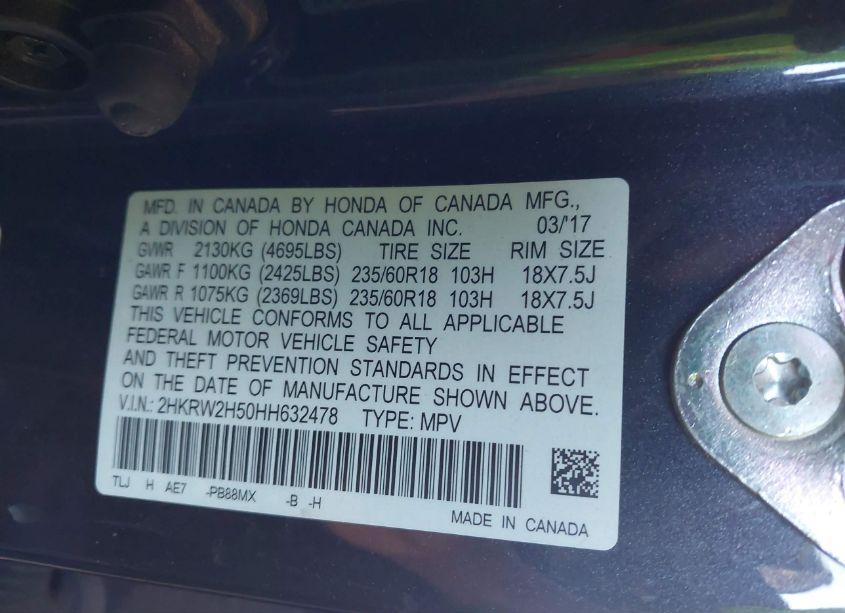 MFD. IN CANADA BY HONDA OF CANADA MFG.,
A DIVISION OF HONDA CANADA INC. 03/'17
GVWR 2130KG (4695LBS) TIRE SIZE RIM SIZE
GAWR F 1100KG (2425LBS) 235/60R18 103H 18X7.5J
GAWR R 1075KG (2369LBS) 235/60R18 103H 18X7.5J
THIS VEHICLE CONFORMS TO ALL APPLICABLE
FEDERAL MOTOR VEHICLE SAFETY
AND THEFT PREVENTION STANDARDS IN EFFECT
ON THE DATE OF MANUFACTURE SHOWN ABOVE.
V.I.N.: 2HKRW2H50HH632478 TYPE: MPV
TLJ H AE7 -PB88MX -B -H
MADE IN CANADA